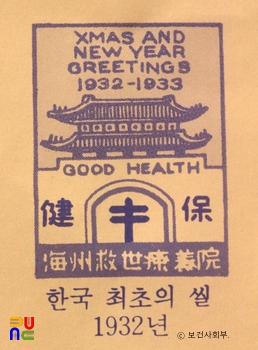 XMAS AND
NEW YEAR
GREETINGS
1932-1933
GOOD HEALTH
健 保
海州救世療養院
한국 최초의 씰
1932년
© 보건사회부.